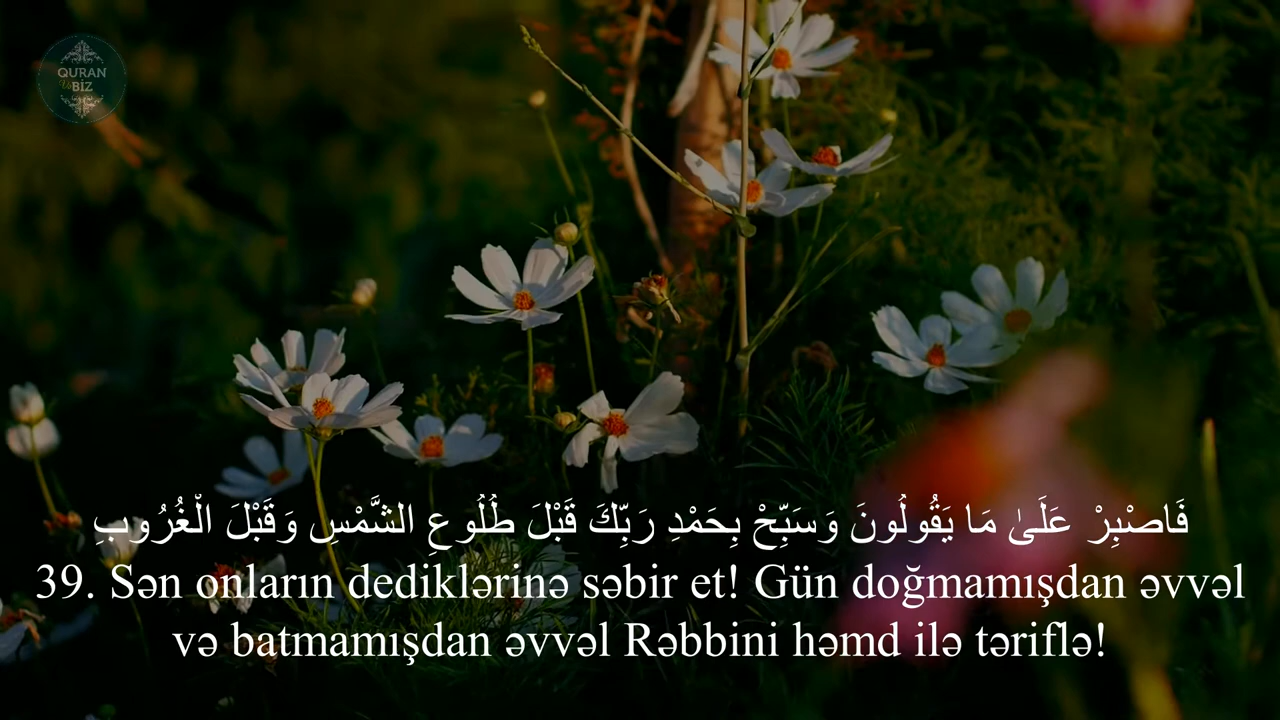 QURAN
Və
BİZ
فَاصْبِرْ عَلَىٰ مَا يَقُولُونَ وَسَبِّحْ بِحَمْدِ رَبِّكَ قَبْلَ طُلُوعِ الشَّمْسِ وَقَبْلَ الْغُرُوبِ
39. Sən onların dediklərinə səbir et! Gün doğmamışdan əvvəl
və batmamışdan əvvəl Rəbbini həmd ilə təriflə!